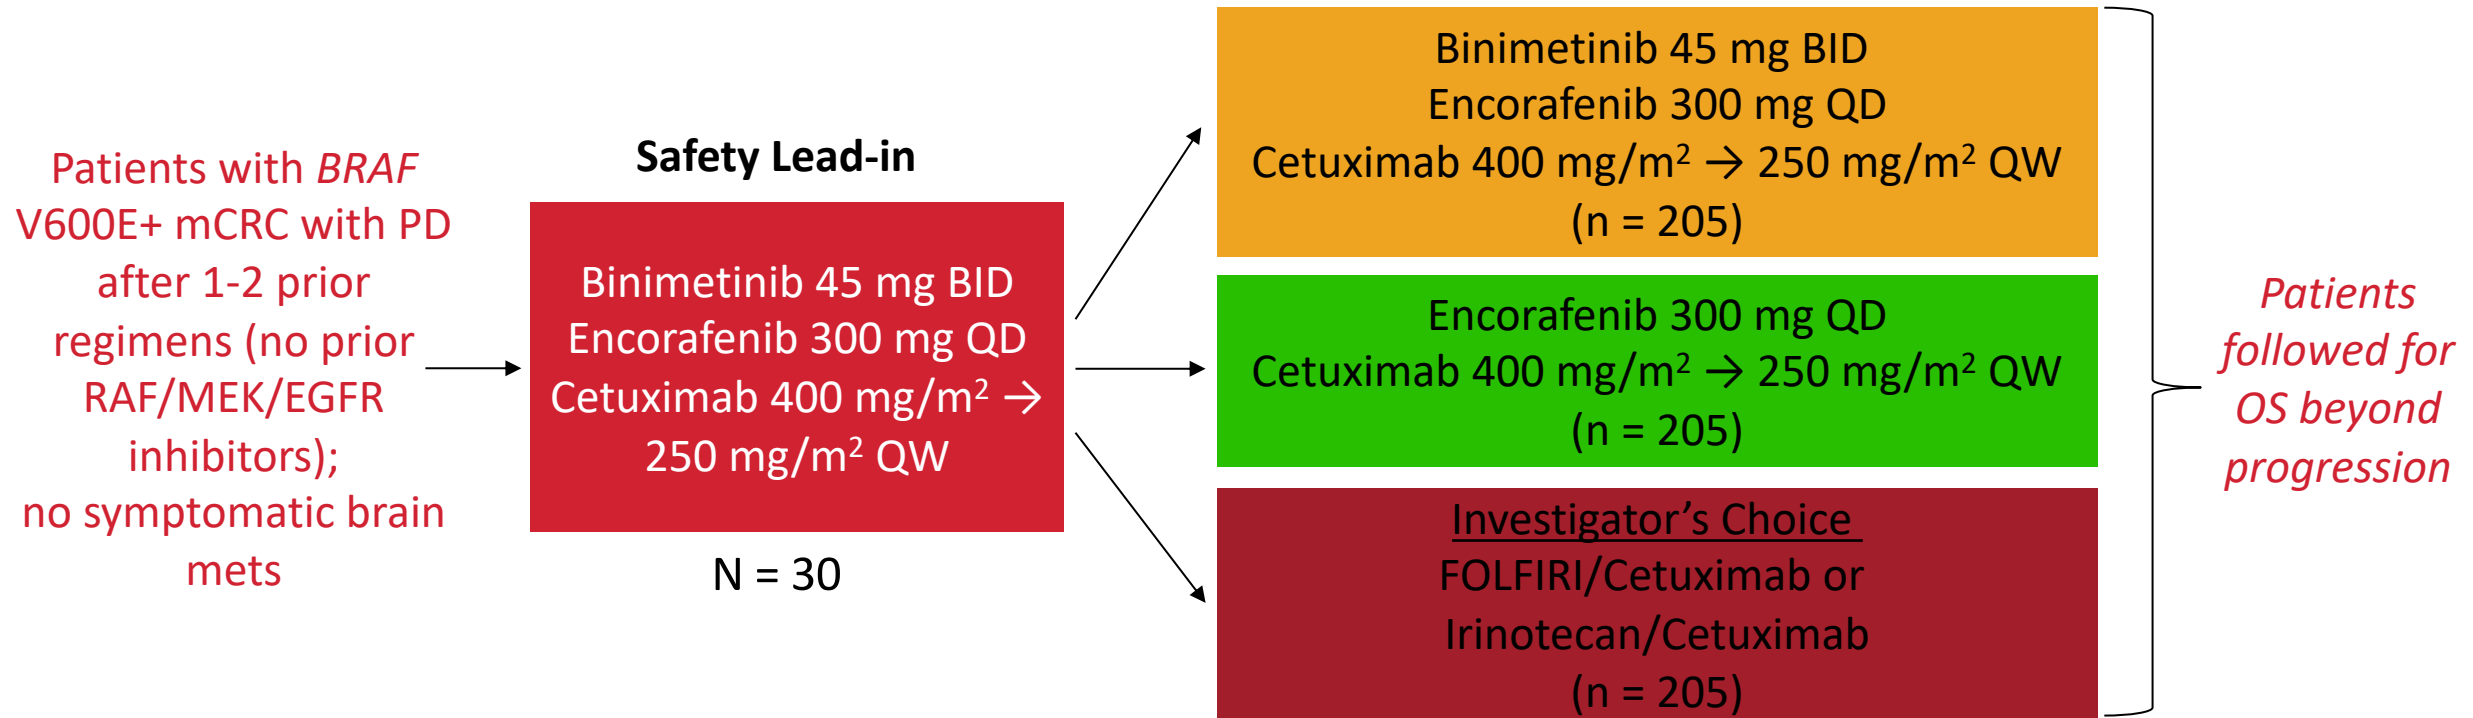 Patients with BRAF
V600E+ mCRC with PD
after 1-2 prior
regimens (no prior
RAF/MEK/EGFR
inhibitors);
no symptomatic brain
mets
Safety Lead-in
Binimetinib 45 mg BID
Encorafenib 300 mg QD
Cetuximab 400 mg/m² →
250 mg/m² QW
N = 30
Binimetinib 45 mg BID
Encorafenib 300 mg QD
Cetuximab 400 mg/m² → 250 mg/m² QW
(n = 205)
Encorafenib 300 mg QD
Cetuximab 400 mg/m² → 250 mg/m² QW
(n = 205)
Investigator’s Choice
FOLFIRI/Cetuximab or
Irinotecan/Cetuximab
(n = 205)
Patients
followed for
OS beyond
progression